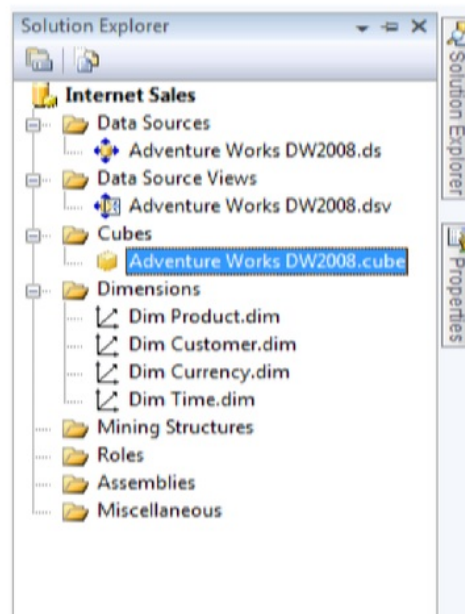 Solution Explorer
Internet Sales
Data Sources
Adventure Works DW2008.ds
Data Source Views
Adventure Works DW2008.dsv
Cubes
Adventure Works DW2008.cube
Dimensions
Dim Product.dim
Dim Customer.dim
Dim Currency.dim
Dim Time.dim
Mining Structures
Roles
Assemblies
Miscellaneous
Solution Explorer
Properties